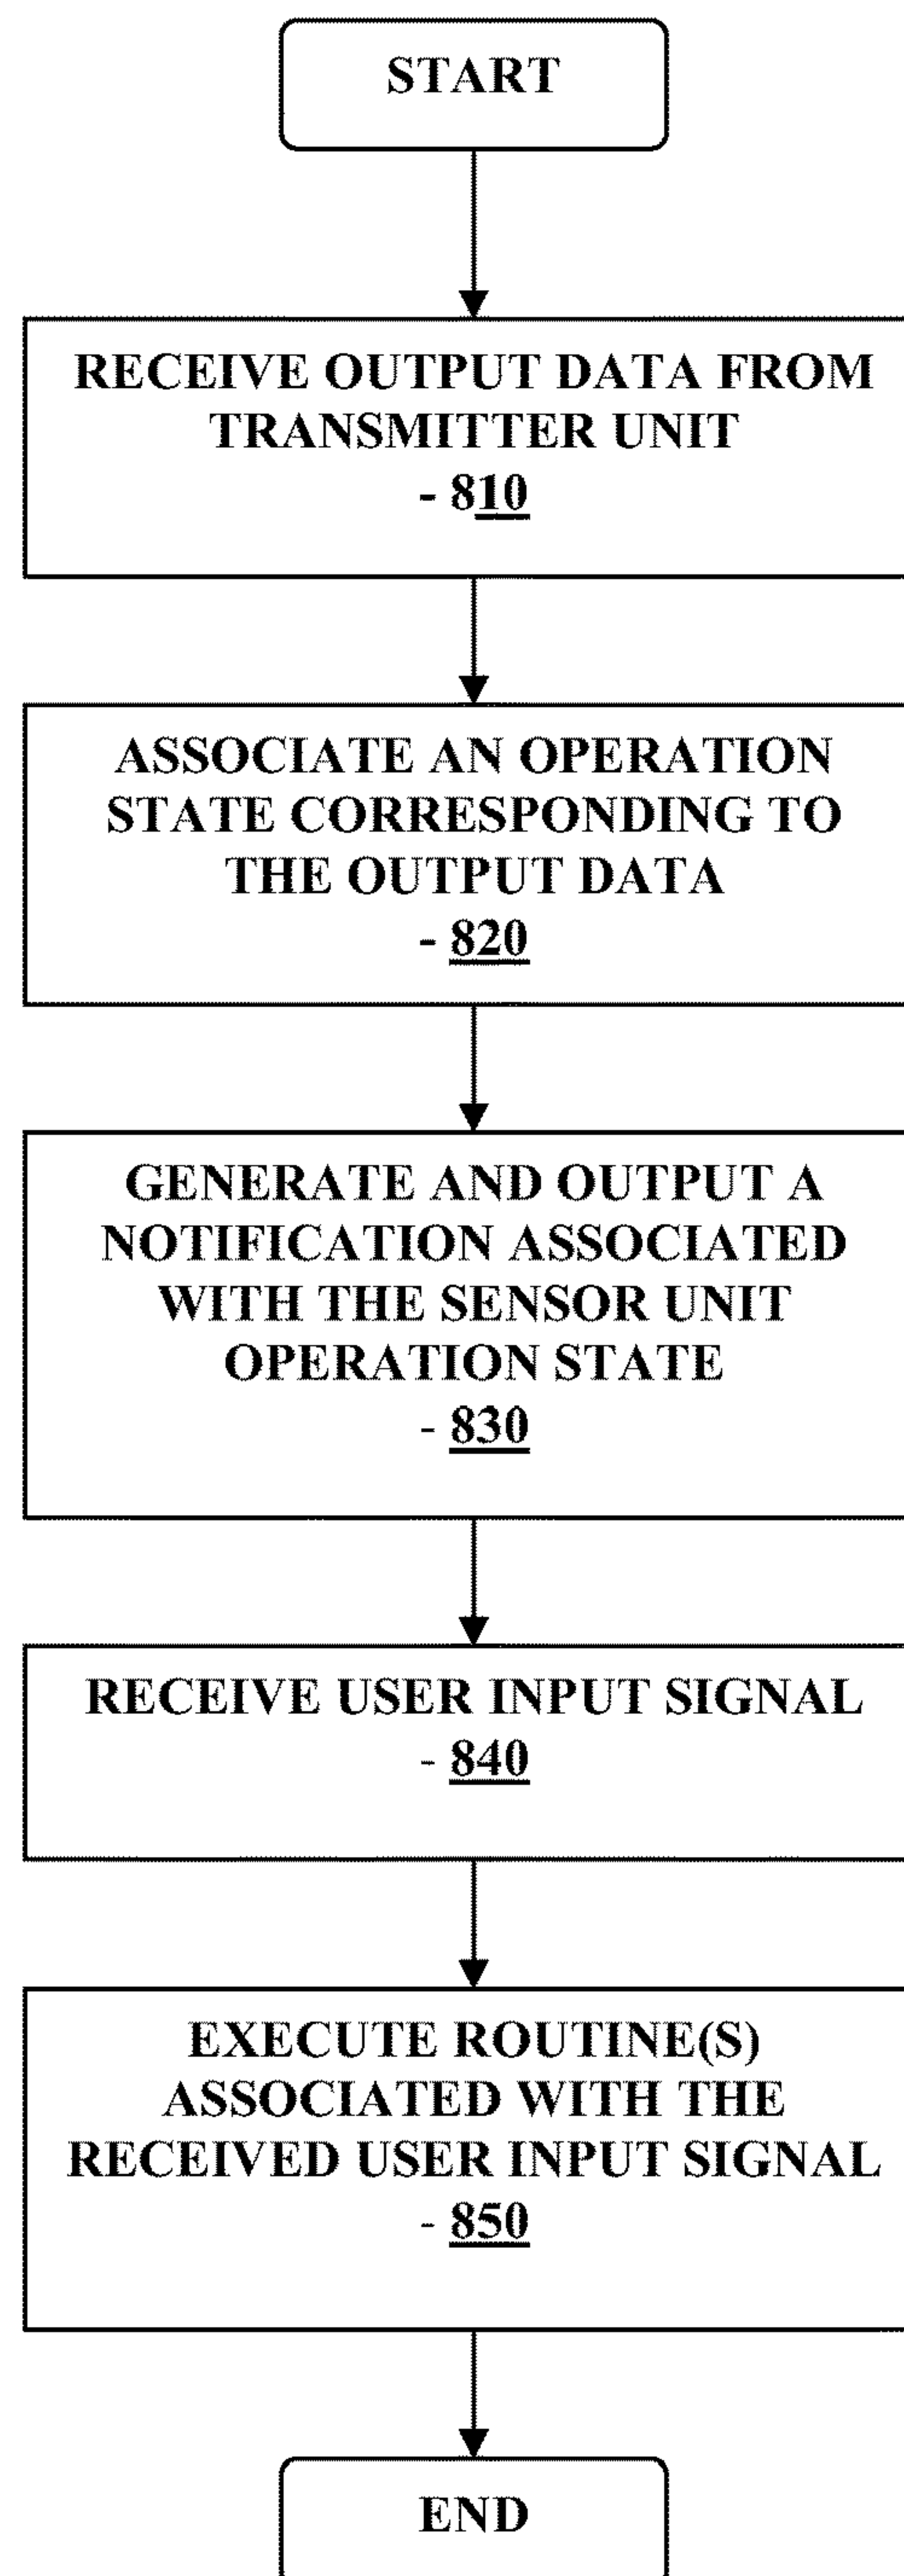 START
RECEIVE OUTPUT DATA FROM
TRANSMITTER UNIT
- 810
ASSOCIATE AN OPERATION
STATE CORRESPONDING TO
THE OUTPUT DATA
- 820
GENERATE AND OUTPUT A
NOTIFICATION ASSOCIATED
WITH THE SENSOR UNIT
OPERATION STATE
- 830
RECEIVE USER INPUT SIGNAL
- 840
EXECUTE ROUTINE(S)
ASSOCIATED WITH THE
RECEIVED USER INPUT SIGNAL
- 850
END